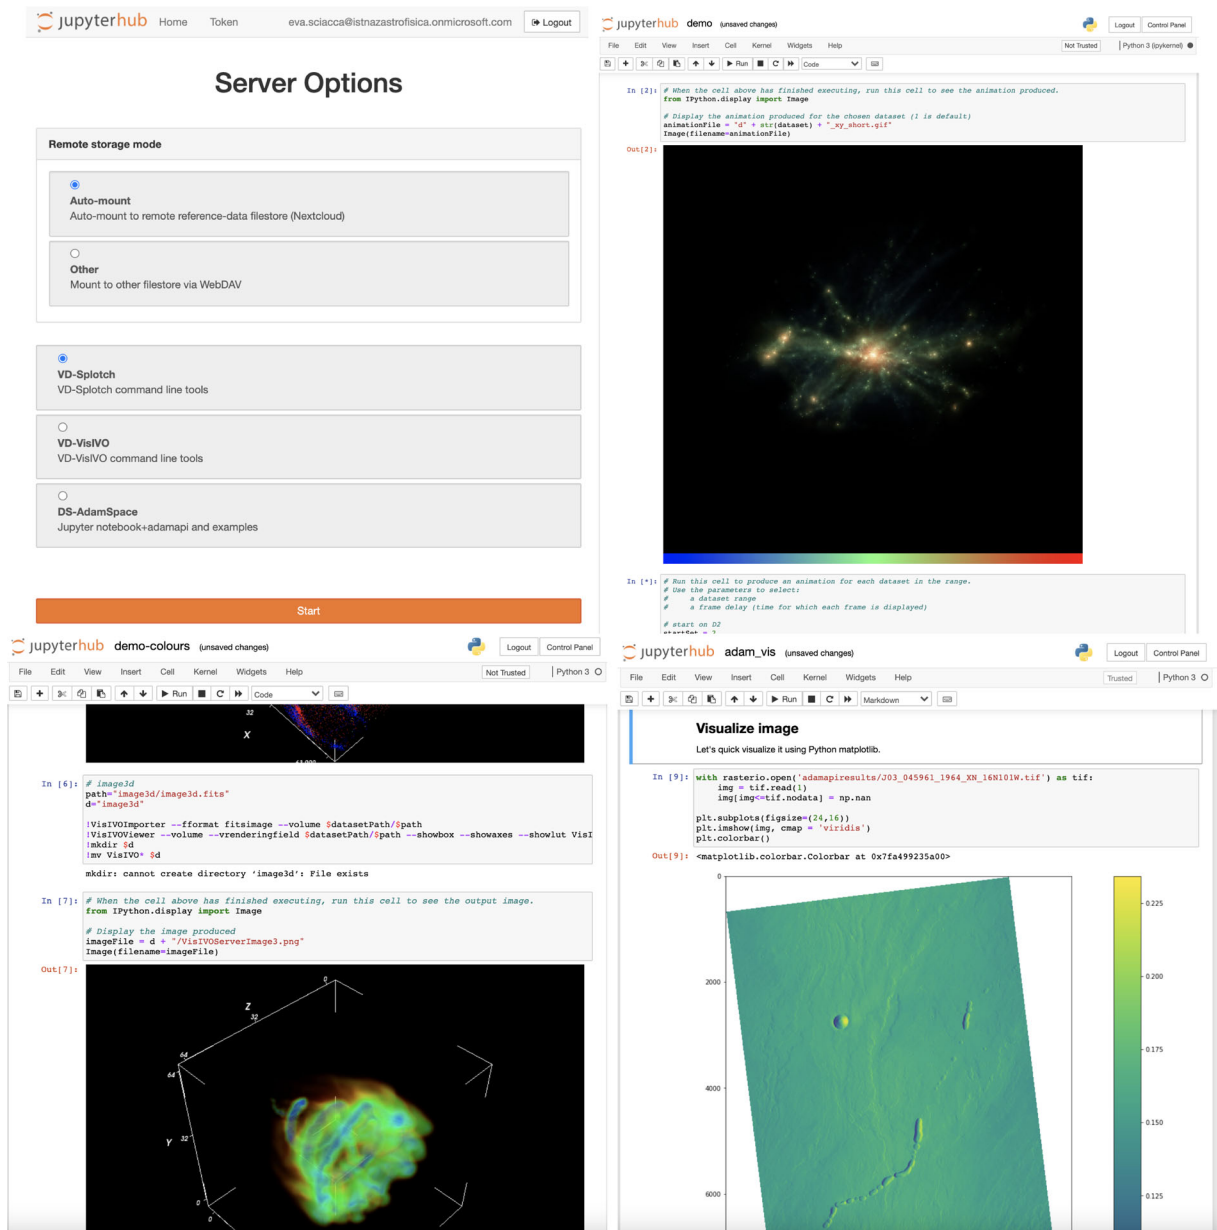 jupyterhub Home Token eva.sciacca@istnazastrofisica.onmicrosoft.com Logout
Server Options
Remote storage mode
Auto-mount
Auto-mount to remote reference-data filestore (Nextcloud)
Other
Mount to other filestore via WebDAV
VD-Splotch
VD-Splotch command line tools
VD-VisIVO
VD-VisIVO command line tools
DS-AdamSpace
Jupyter notebook+adamapi and examples
Start
jupyterhub demo (unsaved changes) Logout Control Panel
File Edit View Insert Cell Kernel Widgets Help Not Trusted Python 3 (ipykernel)
Run Code
In [2]: # When the cell above has finished executing, run this cell to see the animation produced.
from IPython.display import Image
# Display the animation produced for the chosen dataset (1 is default)
animationFile = "d" + str(dataset) + "_xy_short.gif"
Image(filename=animationFile)
Out[2]:
In [*]: # Run this cell to produce an animation for each dataset in the range.
# Use the parameters to select:
# a dataset range
# a frame delay (time for which each frame is displayed)
# start on D2
startSet = 2
jupyterhub demo-colours (unsaved changes) Logout Control Panel
File Edit View Insert Cell Kernel Widgets Help Not Trusted Python 3
Run Code
32
X
In [6]: # image3d
path="image3d/image3d.fits"
d="image3d"
!VisIVOImporter --fformat fitsimage --volume $datasetPath/$path
!VisIVOViewer --volume --vrenderingfield $datasetPath/$path --showbox --showaxes --showlut VisI
!mkdir $d
!mv VisIVO* $d
mkdir: cannot create directory ‘image3d’: File exists
In [7]: # When the cell above has finished executing, run this cell to see the output image.
from IPython.display import Image
# Display the image produced
imageFile = d + "/VisIVOServerImage3.png"
Image(filename=imageFile)
Out[7]:
0
Z
32
64
64
Y 32
0
0
jupyterhub adam_vis (unsaved changes) Logout Control Panel
File Edit View Insert Cell Kernel Widgets Help Trusted Python 3
Run Markdown
Visualize image
Let's quick visualize it using Python matplotlib.
In [9]: with rasterio.open('adamapiresults/J03_045961_1964_XN_16N101W.tif') as tif:
img = tif.read(1)
img[img<=tif.nodata] = np.nan
plt.subplots(figsize=(24,16))
plt.imshow(img, cmap = 'viridis')
plt.colorbar()
Out[9]: <matplotlib.colorbar.Colorbar at 0x7fa499235a00>
0
2000
4000
6000
0.225
0.200
0.175
0.150
0.125